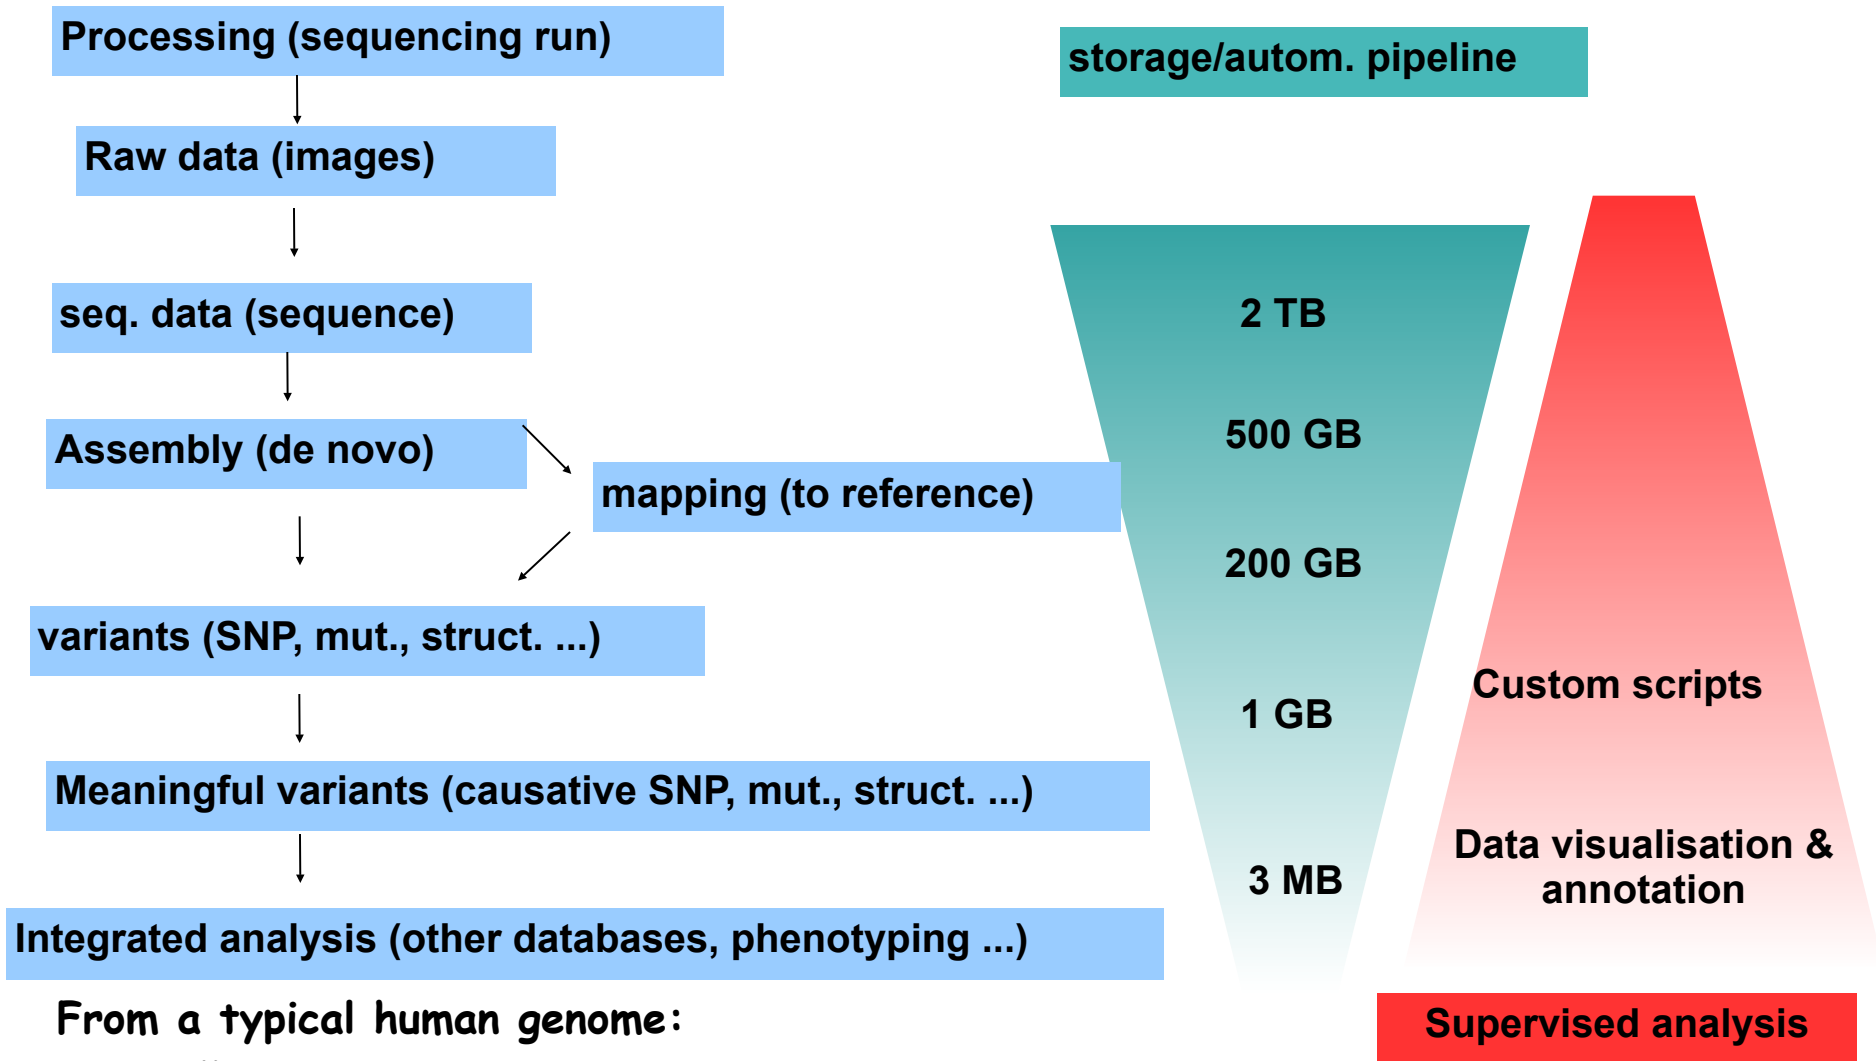 Processing (sequencing run)
storage/autom. pipeline
Raw data (images)
seq. data (sequence)
2 TB
Assembly (de novo)
500 GB
mapping (to reference)
200 GB
variants (SNP, mut., struct. ...)
Custom scripts
1 GB
Meaningful variants (causative SNP, mut., struct. ...)
Data visualisation &
annotation
3 MB
Integrated analysis (other databases, phenotyping ...)
From a typical human genome:
Supervised analysis